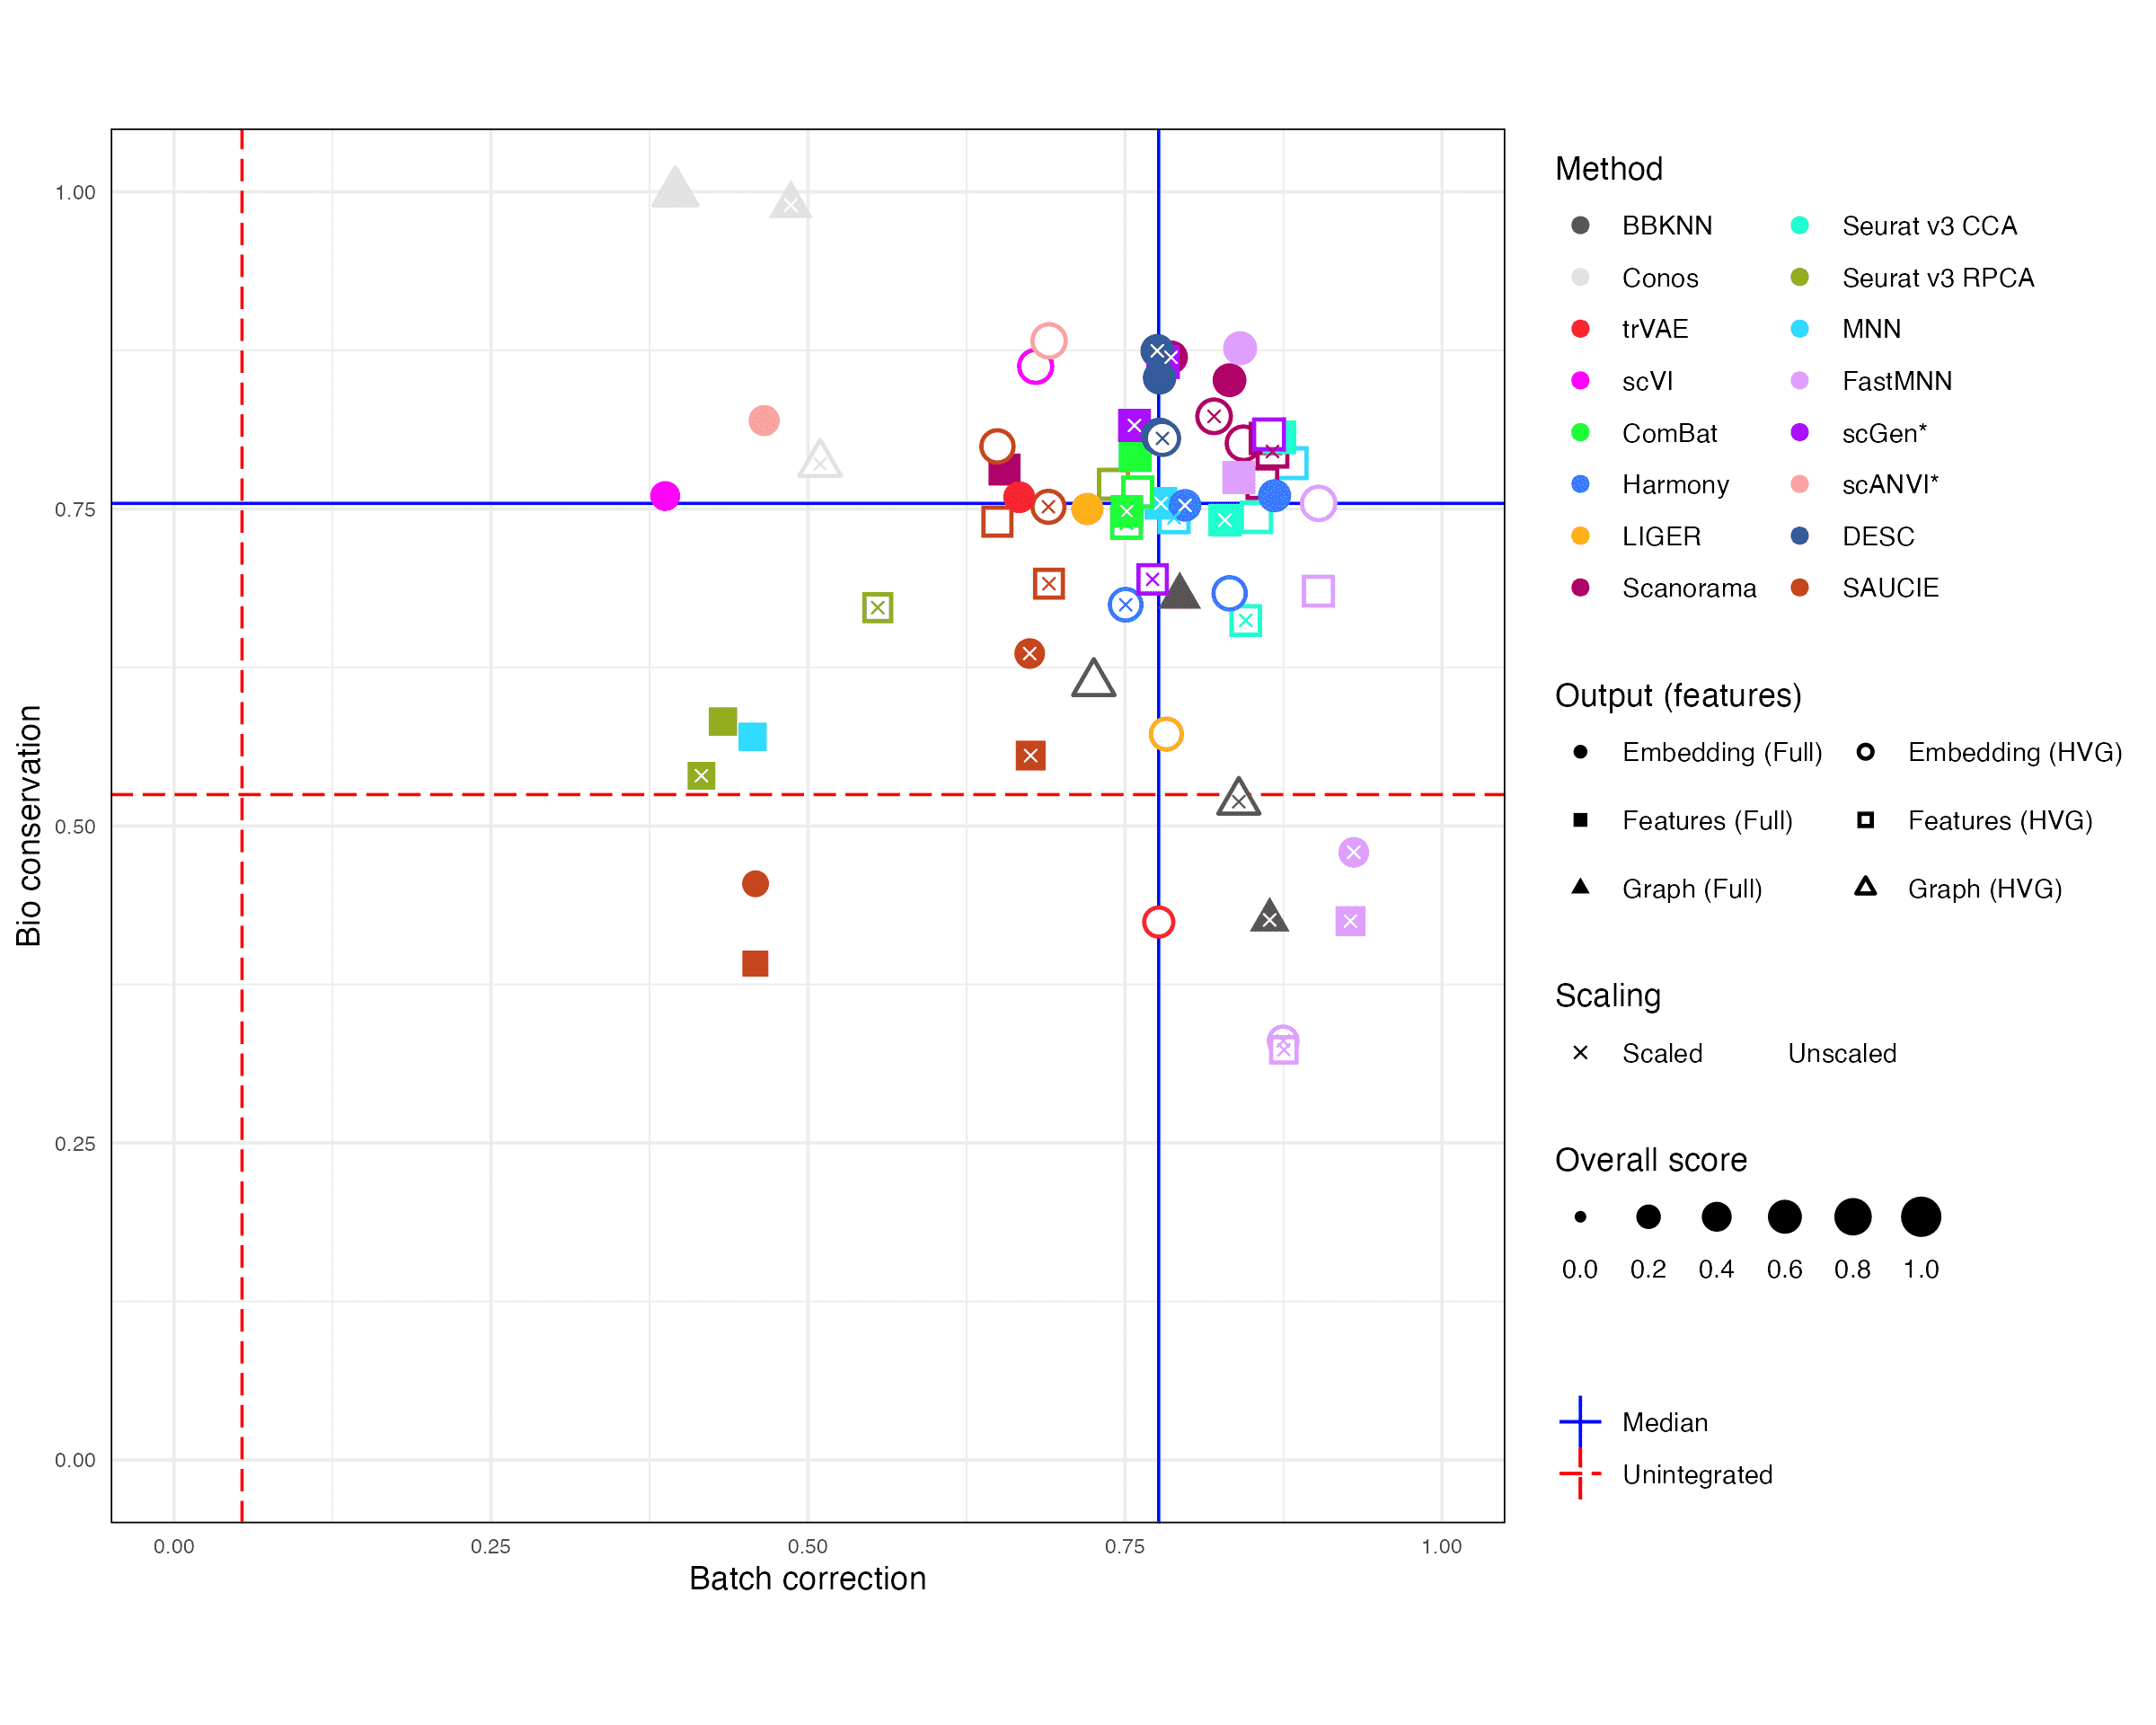 1.00
0.75
0.50
0.25
0.00
Bio conservation
0.00 0.25 0.50 0.75 1.00
Batch correction
Method
BBKNN Seurat v3 CCA
Conos Seurat v3 RPCA
trVAE MNN
scVI FastMNN
ComBat scGen*
Harmony scANVI*
LIGER DESC
Scanorama SAUCIE
Output (features)
Embedding (Full) Embedding (HVG)
Features (Full) Features (HVG)
Graph (Full) Graph (HVG)
Scaling
Scaled Unscaled
Overall score
0.0 0.2 0.4 0.6 0.8 1.0
Median
Unintegrated